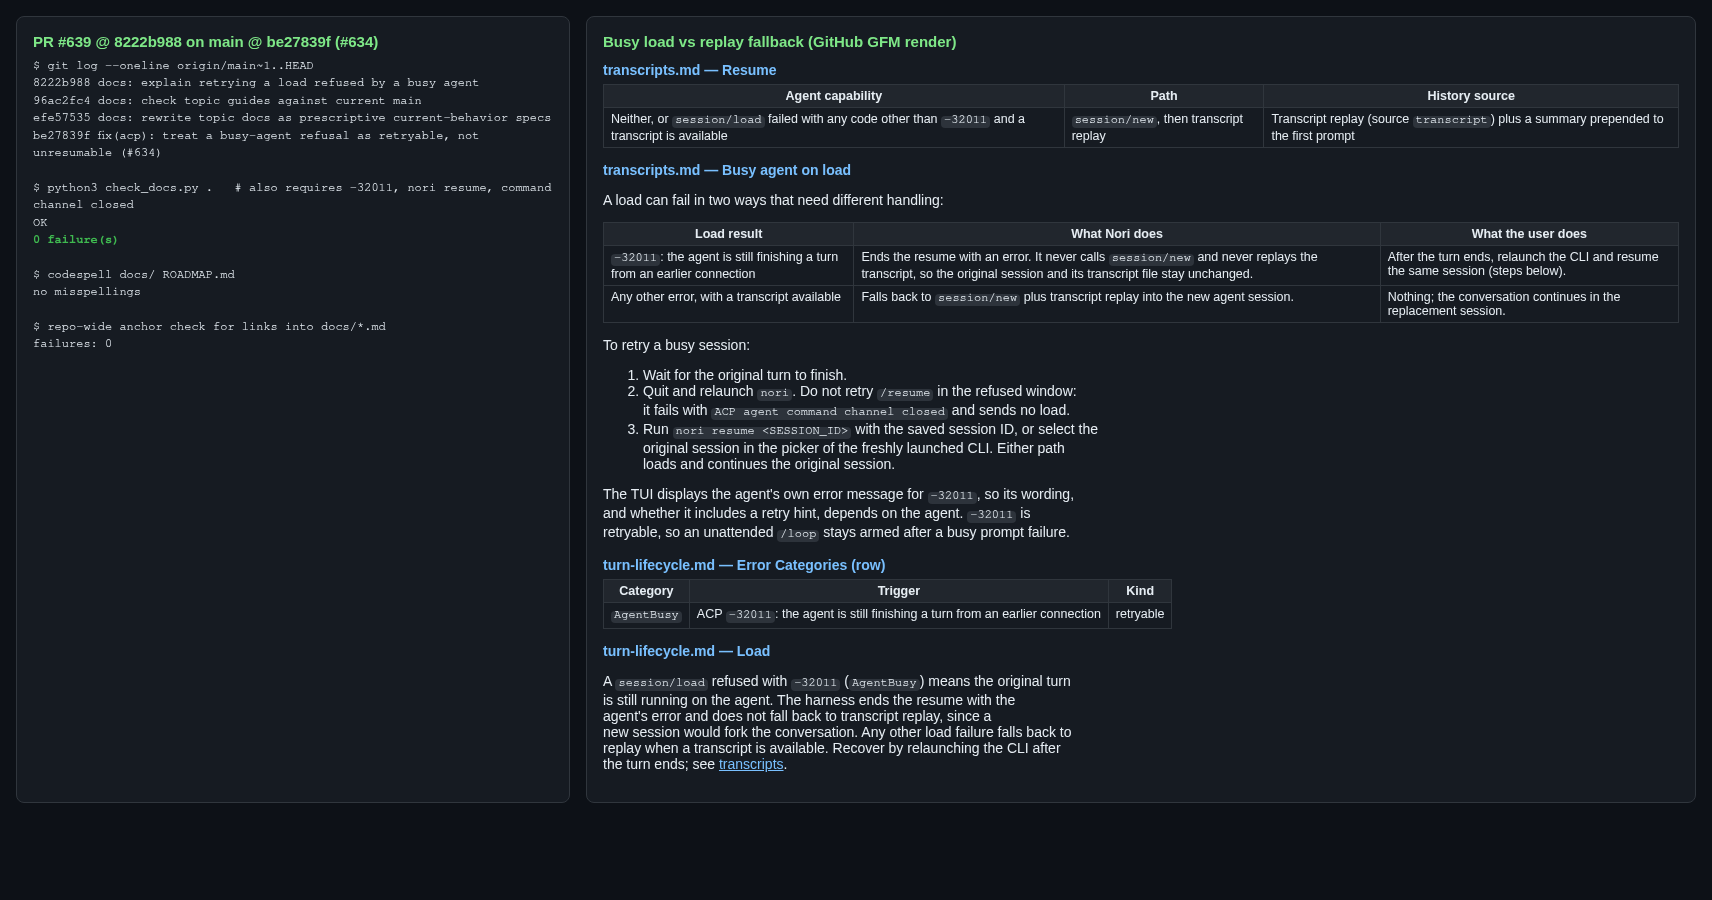 PR #639 @ 8222b988 on main @ be27839f (#634)
$ git log --oneline origin/main~1..HEAD
8222b988 docs: explain retrying a load refused by a busy agent
96ac2fc4 docs: check topic guides against current main
efe57535 docs: rewrite topic docs as prescriptive current-behavior specs
be27839f fix(acp): treat a busy-agent refusal as retryable, not
unresumable (#634)
$ python3 check_docs.py .   # also requires -32011, nori resume, command
channel closed
OK
0 failure(s)
$ codespell docs/ ROADMAP.md
no misspellings
$ repo-wide anchor check for links into docs/*.md
failures: 0
Busy load vs replay fallback (GitHub GFM render)
transcripts.md — Resume
Agent capability Path History source
Neither, or session/load failed with any code other than -32011 and a transcript is available session/new, then transcript replay Transcript replay (source transcript) plus a summary prepended to the first prompt
transcripts.md — Busy agent on load
A load can fail in two ways that need different handling:
Load result What Nori does What the user does
-32011: the agent is still finishing a turn from an earlier connection Ends the resume with an error. It never calls session/new and never replays the transcript, so the original session and its transcript file stay unchanged. After the turn ends, relaunch the CLI and resume the same session (steps below).
Any other error, with a transcript available Falls back to session/new plus transcript replay into the new agent session. Nothing; the conversation continues in the replacement session.
To retry a busy session:
1. Wait for the original turn to finish.
2. Quit and relaunch nori. Do not retry /resume in the refused window:
it fails with ACP agent command channel closed and sends no load.
3. Run nori resume <SESSION_ID> with the saved session ID, or select the
original session in the picker of the freshly launched CLI. Either path
loads and continues the original session.
The TUI displays the agent's own error message for -32011, so its wording,
and whether it includes a retry hint, depends on the agent. -32011 is
retryable, so an unattended /loop stays armed after a busy prompt failure.
turn-lifecycle.md — Error Categories (row)
Category Trigger Kind
AgentBusy ACP -32011: the agent is still finishing a turn from an earlier connection retryable
turn-lifecycle.md — Load
A session/load refused with -32011 (AgentBusy) means the original turn
is still running on the agent. The harness ends the resume with the
agent's error and does not fall back to transcript replay, since a
new session would fork the conversation. Any other load failure falls back to
replay when a transcript is available. Recover by relaunching the CLI after
the turn ends; see transcripts.